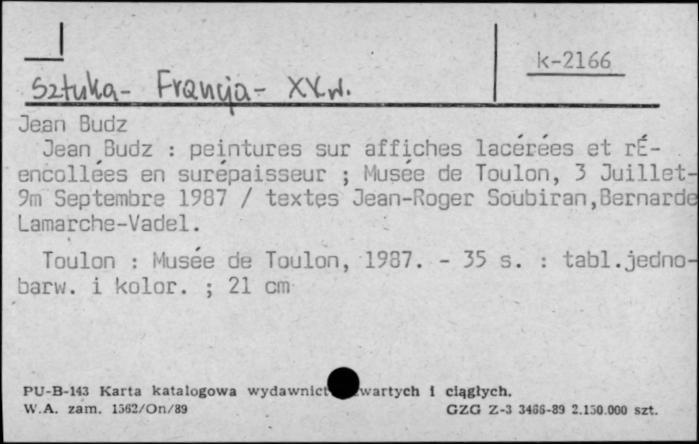 k-2166
Sztuka - Francja - XX w.
Jean Budz
Jean Budz : peintures sur affiches lacérées et rÉ-
encollées en surépaisseur ; Musée de Toulon, 3 Juillet-
9m Septembre 1987 / textes Jean-Roger Soubiran,Bernarde
Lamarche-Vadel.
Toulon : Musée de Toulon, 1987. - 35 s. : tabl.jedno-
barw. i kolor. ; 21 cm
PU-B-143 Karta katalogowa wydawnict wartych i ciągłych.
W.A. zam. 1562/On/89 GZG Z-3 3466-89 2.150.000 szt.